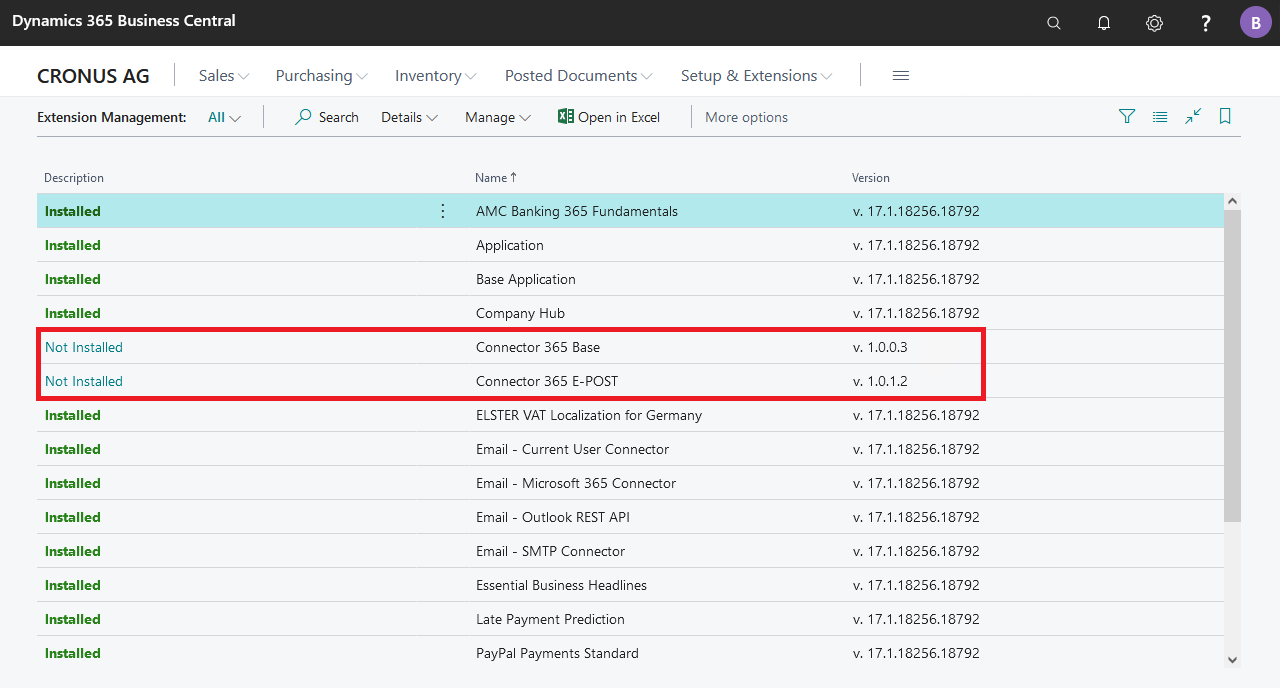 Dynamics 365 Business Central ? B
CRONUS AG Sales Purchasing Inventory Posted Documents Setup & Extensions
Extension Management: All Search Details Manage Open in Excel More options
Description Name ↑ Version
Installed AMC Banking 365 Fundamentals v. 17.1.18256.18792
Installed Application v. 17.1.18256.18792
Installed Base Application v. 17.1.18256.18792
Installed Company Hub v. 17.1.18256.18792
Not Installed Connector 365 Base v. 1.0.0.3
Not Installed Connector 365 E-POST v. 1.0.1.2
Installed ELSTER VAT Localization for Germany v. 17.1.18256.18792
Installed Email - Current User Connector v. 17.1.18256.18792
Installed Email - Microsoft 365 Connector v. 17.1.18256.18792
Installed Email - Outlook REST API v. 17.1.18256.18792
Installed Email - SMTP Connector v. 17.1.18256.18792
Installed Essential Business Headlines v. 17.1.18256.18792
Installed Late Payment Prediction v. 17.1.18256.18792
Installed PayPal Payments Standard v. 17.1.18256.18792